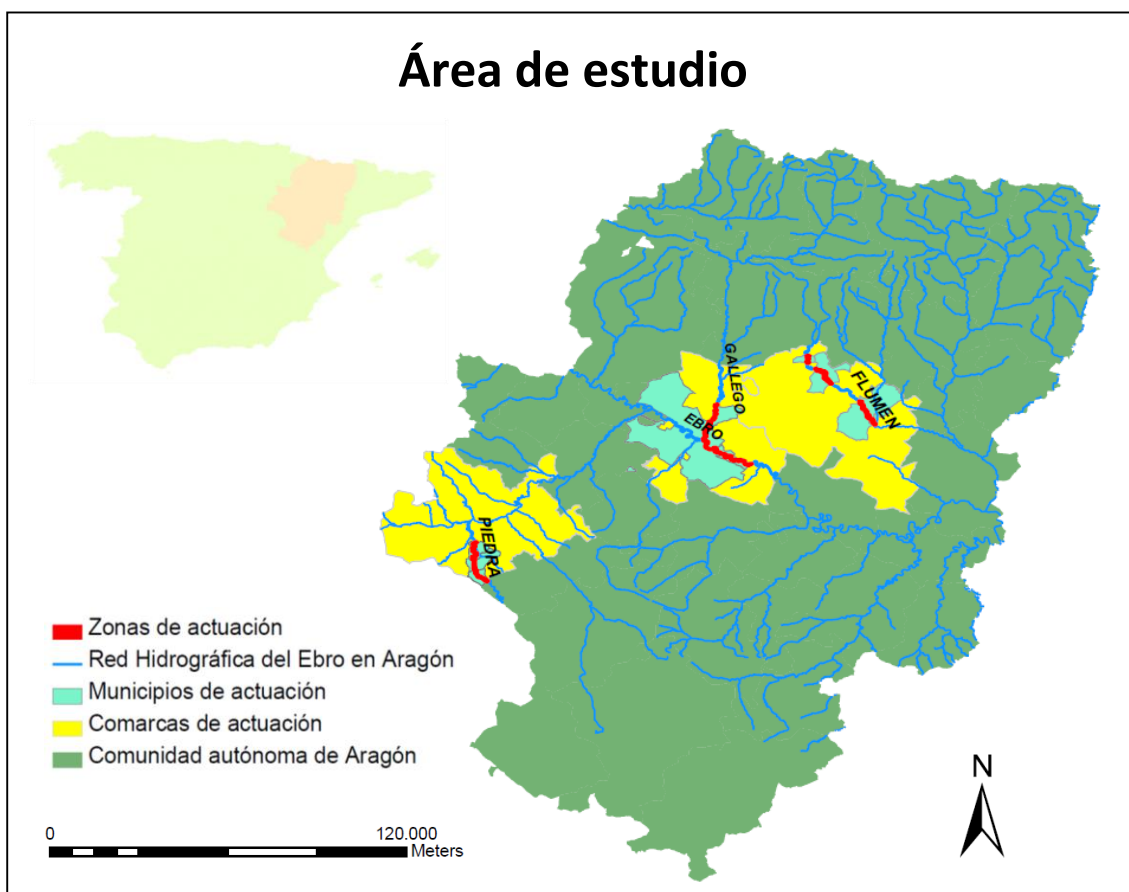 Área de estudio
GALLEGO
FLUMEN
EBRO
PIEDRA
Zonas de actuación
Red Hidrográfica del Ebro en Aragón
Municipios de actuación
Comarcas de actuación
Comunidad autónoma de Aragón
N
0 120.000
Meters